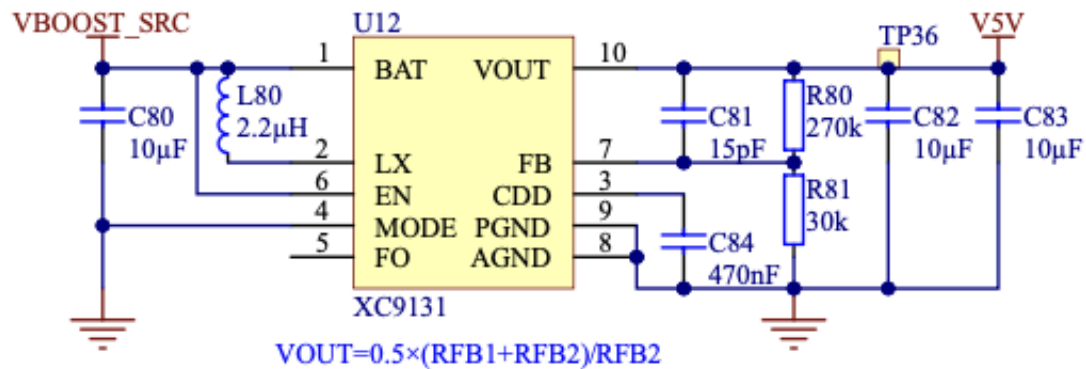 VBOOST_SRC
U12
TP36
V5V
1
BAT
VOUT
10
C80
10µF
L80
2.2µH
C81
15pF
R80
270k
C82
10µF
C83
10µF
2
LX
FB
7
6
EN
CDD
3
4
MODE
PGND
9
5
FO
AGND
8
C84
470nF
R81
30k
XC9131
VOUT=0.5×(RFB1+RFB2)/RFB2